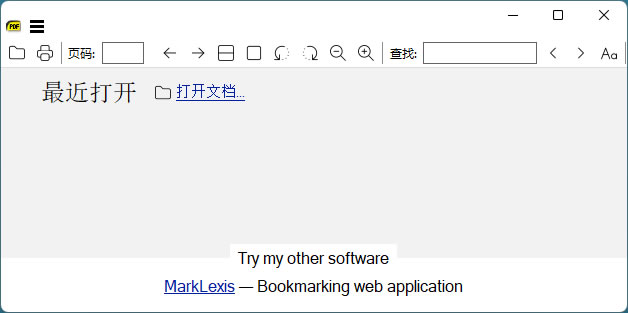 PDF
页码:
查找:
Aa
最近打开 打开文档...
Try my other software
MarkLexis — Bookmarking web application